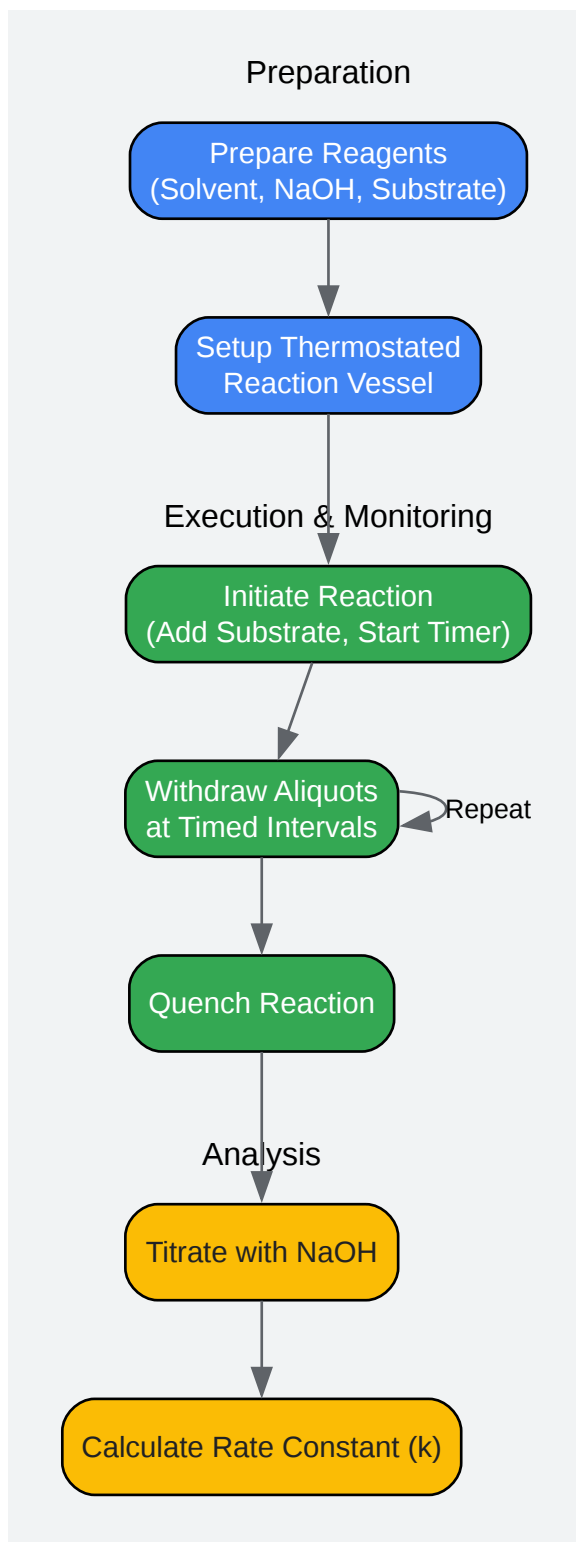 Preparation
Prepare Reagents
(Solvent, NaOH, Substrate)
Setup Thermostated
Reaction Vessel
Execution & Monitoring
Initiate Reaction
(Add Substrate, Start Timer)
Withdraw Aliquots
at Timed Intervals
Repeat
Quench Reaction
Analysis
Titrate with NaOH
Calculate Rate Constant (k)